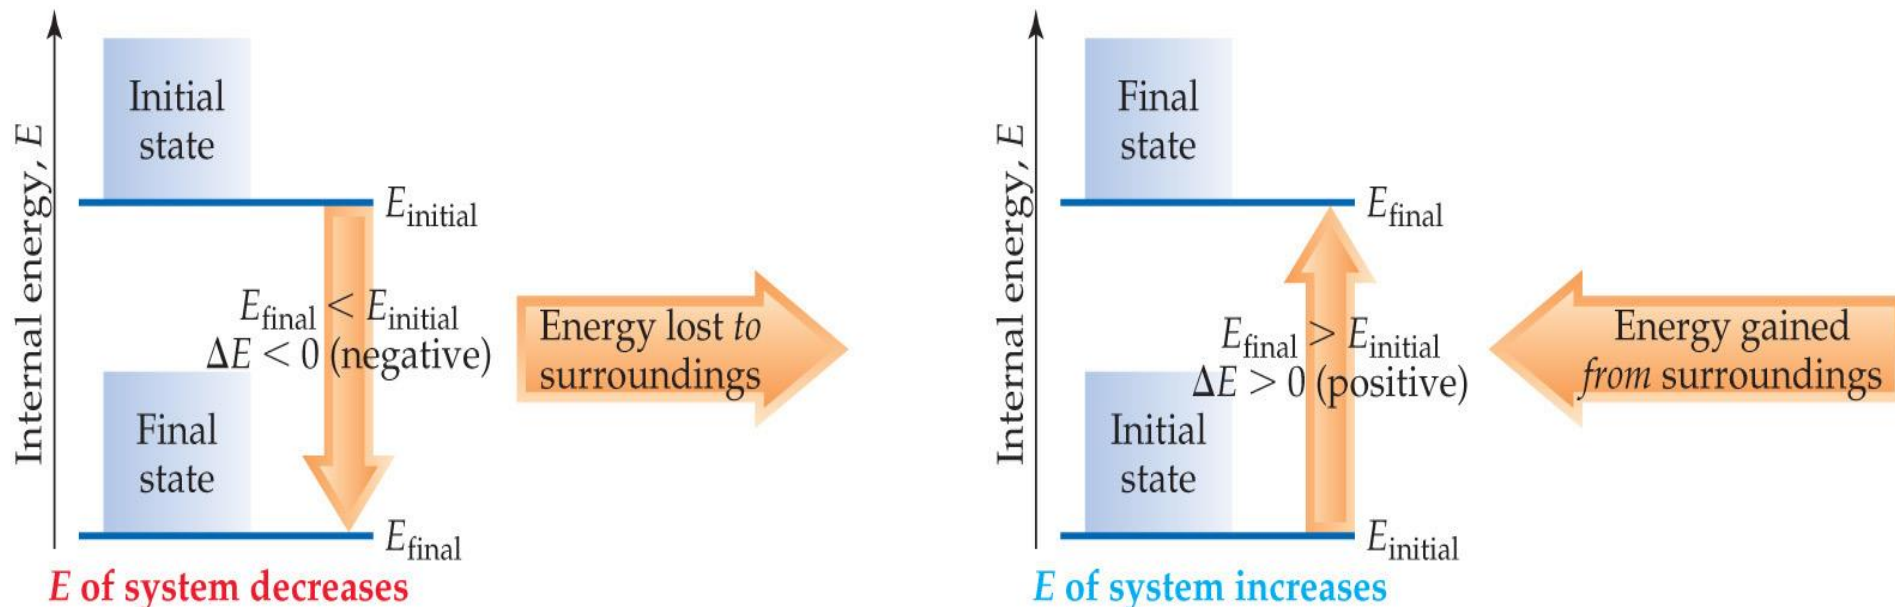 Internal energy, E
Initial
state
E_initial
E_final < E_initial
ΔE < 0 (negative)
Energy lost to
surroundings
Final
state
E_final
E of system decreases
Internal energy, E
Final
state
E_final
E_final > E_initial
ΔE > 0 (positive)
Energy gained
from surroundings
Initial
state
E_initial
E of system increases